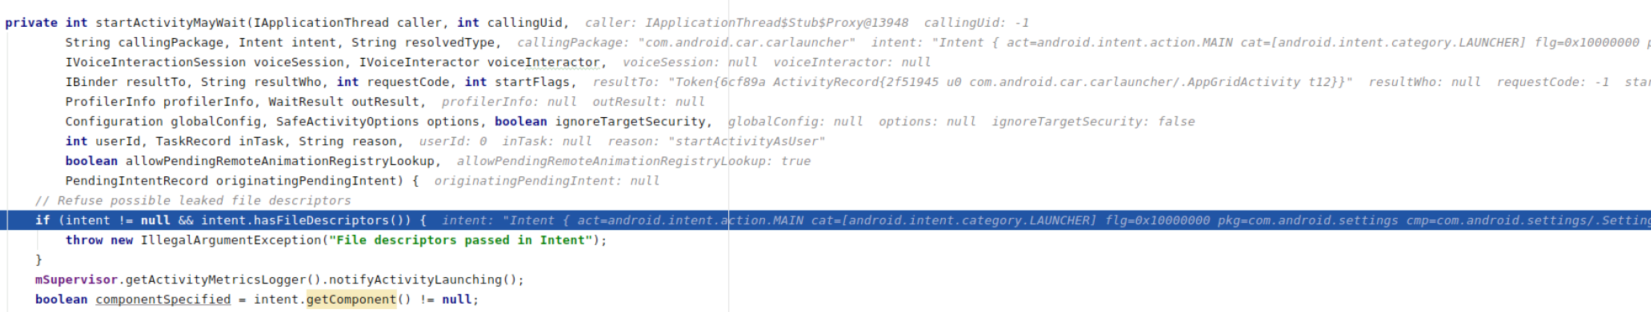 private int startActivityMayWait(IApplicationThread caller, int callingUid,  caller: IApplicationThread$Stub$Proxy@13948  callingUid: -1
        String callingPackage, Intent intent, String resolvedType,  callingPackage: "com.android.car.carlauncher"  intent: "Intent { act=android.intent.action.MAIN cat=[android.intent.category.LAUNCHER] flg=0x10000000 p
        IVoiceInteractionSession voiceSession, IVoiceInteractor voiceInteractor,  voiceSession: null  voiceInteractor: null
        IBinder resultTo, String resultWho, int requestCode, int startFlags,  resultTo: "Token{6cf89a ActivityRecord{2f51945 u0 com.android.car.carlauncher/.AppGridActivity t12}}"  resultWho: null  requestCode: -1  star
        ProfilerInfo profilerInfo, WaitResult outResult,  profilerInfo: null  outResult: null
        Configuration globalConfig, SafeActivityOptions options, boolean ignoreTargetSecurity,  globalConfig: null  options: null  ignoreTargetSecurity: false
        int userId, TaskRecord inTask, String reason,  userId: 0  inTask: null  reason: "startActivityAsUser"
        boolean allowPendingRemoteAnimationRegistryLookup,  allowPendingRemoteAnimationRegistryLookup: true
        PendingIntentRecord originatingPendingIntent) {  originatingPendingIntent: null
    // Refuse possible leaked file descriptors
    if (intent != null && intent.hasFileDescriptors()) {  intent: "Intent { act=android.intent.action.MAIN cat=[android.intent.category.LAUNCHER] flg=0x10000000 pkg=com.android.settings cmp=com.android.settings/.Setting
        throw new IllegalArgumentException("File descriptors passed in Intent");
    }
    mSupervisor.getActivityMetricsLogger().notifyActivityLaunching();
    boolean componentSpecified = intent.getComponent() != null;